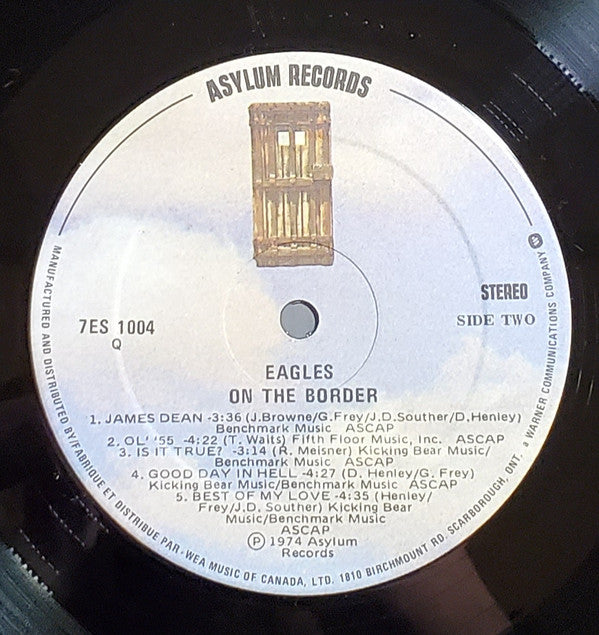 ASYLUM RECORDS
STEREO
7ES 1004
SIDE TWO
Q
EAGLES
ON THE BORDER
1. JAMES DEAN -3:36 (J.Browne/G.Frey/J.D.Souther/D.Henley)
Benchmark Music ASCAP
2. OL' '55 -4:22 (T. Waits) Fifth Floor Music, Inc. ASCAP
3. IS IT TRUE? -3:14 (R. Meisner) Kicking Bear Music/
Benchmark Music ASCAP
4. GOOD DAY IN HELL -4:27 (D. Henley/G. Frey)
Kicking Bear Music/Benchmark Music ASCAP
5. BEST OF MY LOVE -4:35 (Henley/
Frey/J.D. Souther) Kicking Bear
Music/Benchmark Music
ASCAP
Ⓟ 1974 Asylum
Records
MANUFACTURED AND DISTRIBUTED BY/FABRIQUE ET DISTRIBUE PAR-WEA MUSIC OF CANADA, LTD. 1810 BIRCHMOUNT RD. SCARBOROUGH, ONT. a WARNER COMMUNICATIONS COMPANY